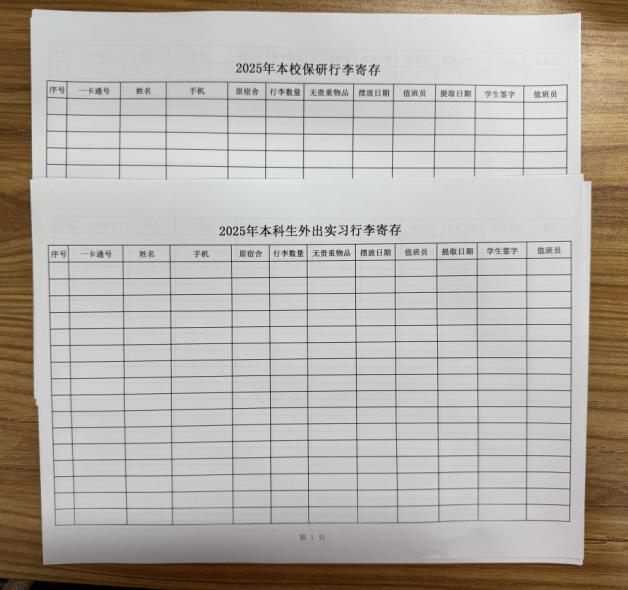 2025年本校保研行李寄存
序号 一卡通号 姓名 手机 原宿舍 行李数量 无贵重物品 摆放日期 值班员 提取日期 学生签字 值班员
2025年本科生外出实习行李寄存
序号 一卡通号 姓名 手机 原宿舍 行李数量 无贵重物品 摆放日期 值班员 提取日期 学生签字 值班员
第 1 页